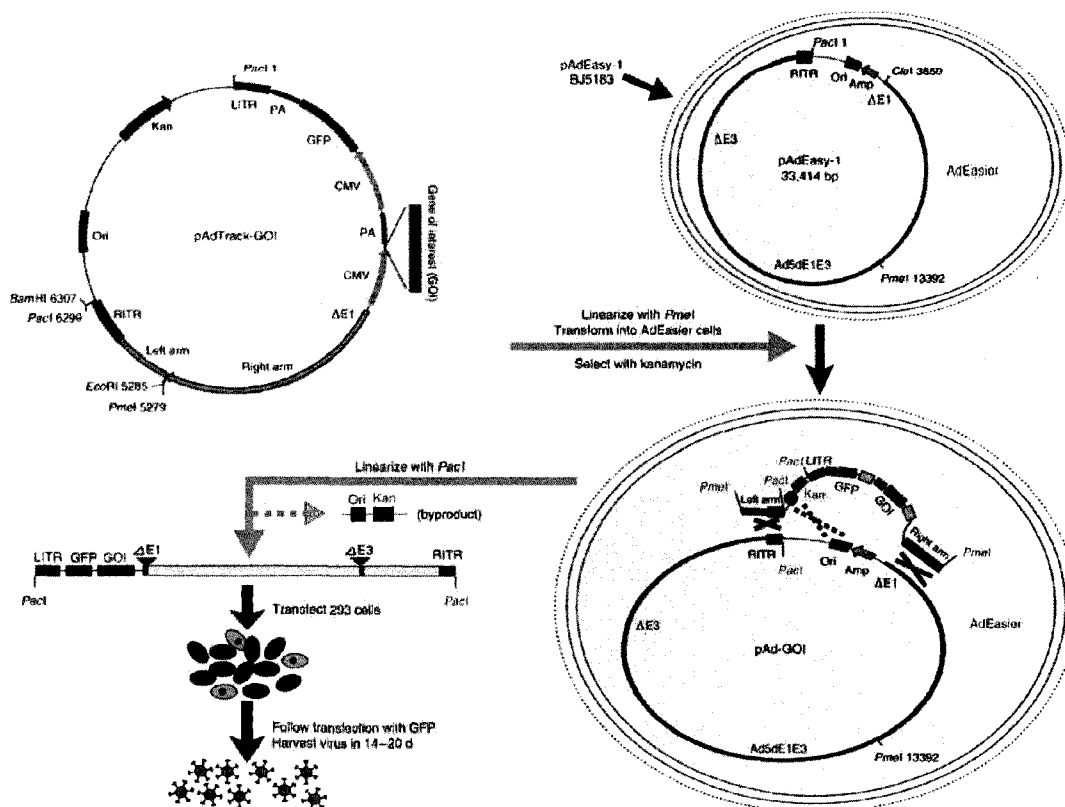 PacI 1
LITR
PA
GFP
Kan
CMV
PA
CMV
Gene of interest (GOI)
pAdTrack-GOI
Ori
BamHI 6307
PacI 6299
RITR
ΔE1
Left arm
Right arm
EcoRI 5285
PmeI 5279
pAdEasy-1
BJ5183
PacI 1
RITR
Ori
Amp
ClaI 3850
ΔE1
ΔE3
pAdEasy-1
33,414 bp
AdEasier
Ad5dE1E3
PmeI 13392
Linearize with PmeI
Transform into AdEasier cells
Select with kanamycin
Linearize with PacI
Ori Kan
(byproduct)
LITR GFP GOI ΔE1 ΔE3 RITR
PacI PacI
Transfect 293 cells
Follow transfection with GFP
Harvest virus in 14–20 d
PacI LITR
PacI
PmeI
Left arm
Kan
GFP
GOI
Right arm
PmeI
RITR
PacI
Ori
Amp
ΔE1
ΔE3
AdEasier
pAd-GOI
Ad5dE1E3
PmeI 13392